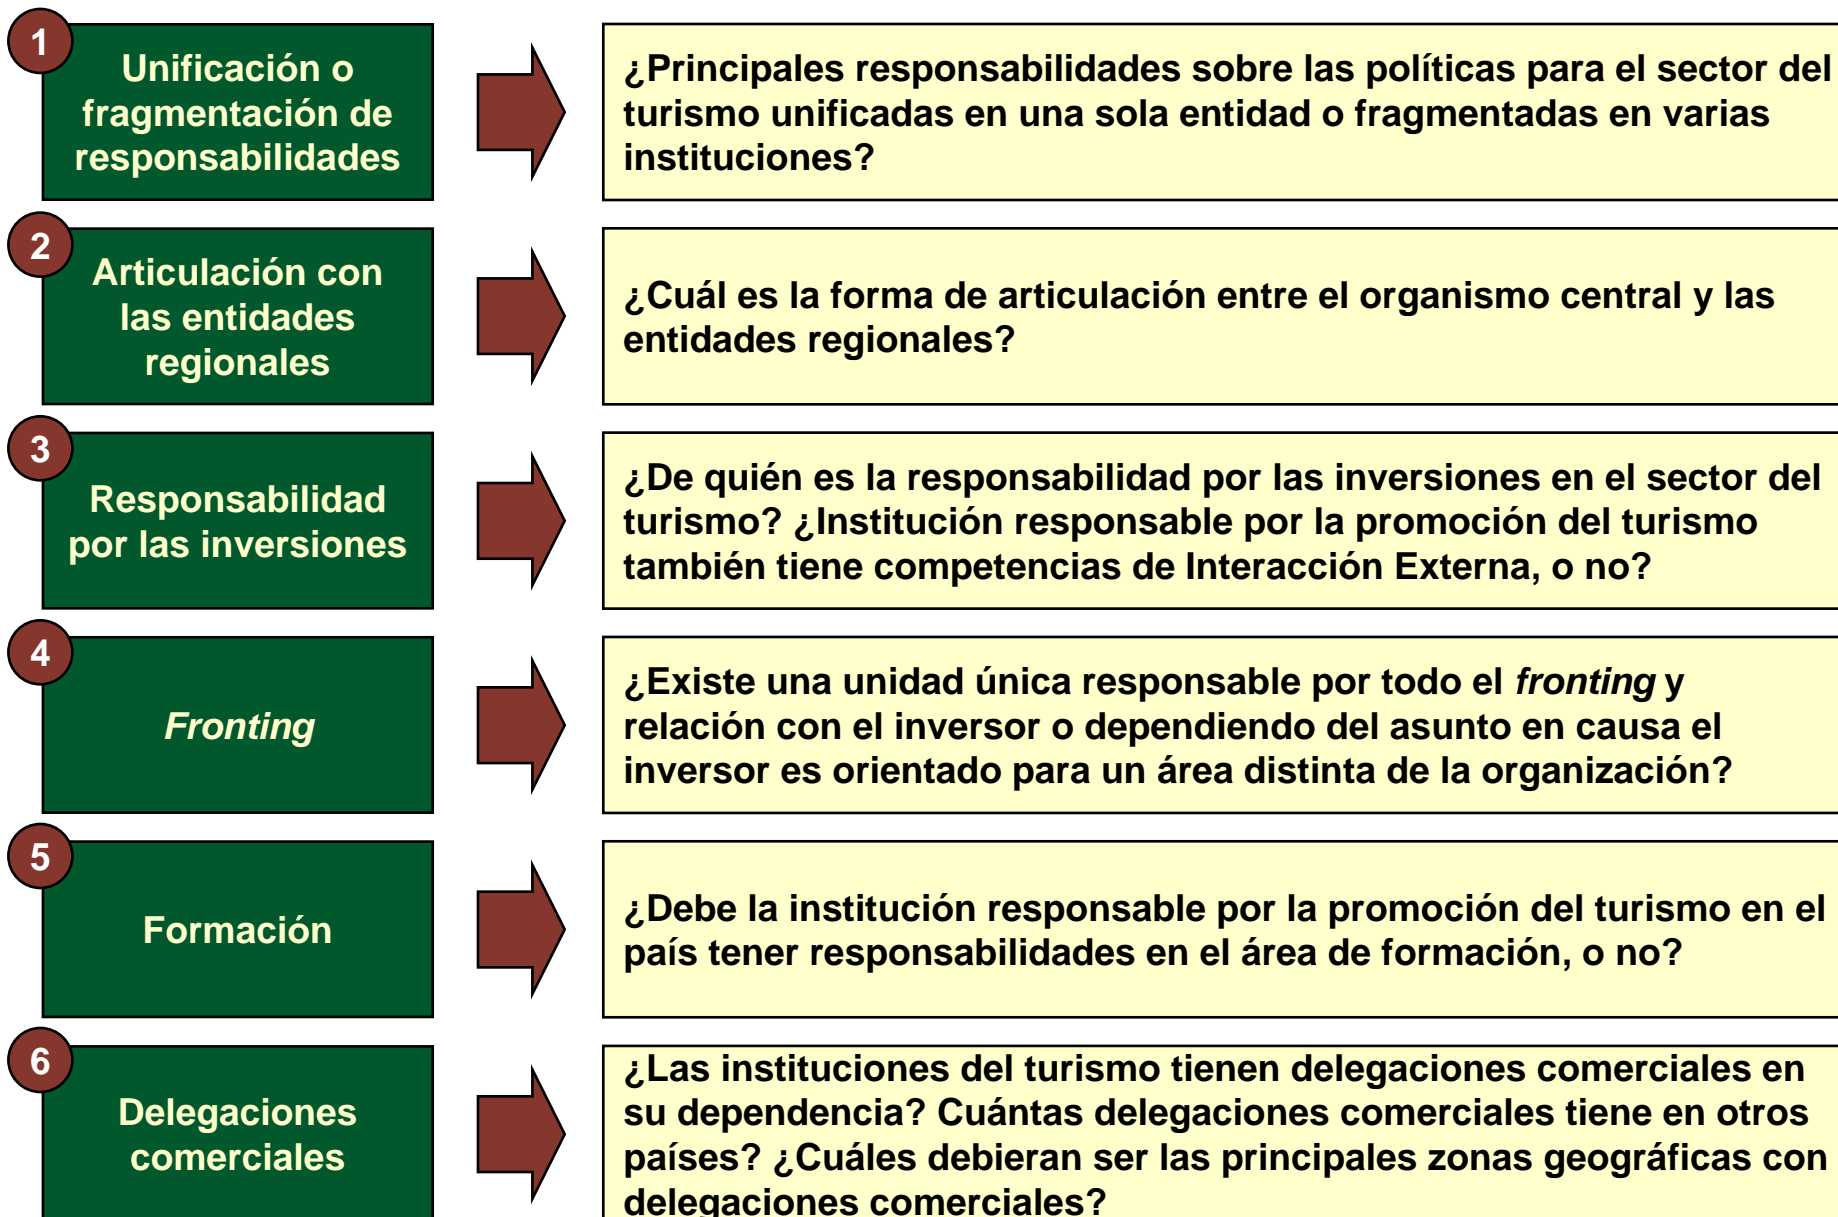 1
Unificación o
fragmentación de
responsabilidades
¿Principales responsabilidades sobre las políticas para el sector del
turismo unificadas en una sola entidad o fragmentadas en varias
instituciones?
2
Articulación con
las entidades
regionales
¿Cuál es la forma de articulación entre el organismo central y las
entidades regionales?
3
Responsabilidad
por las inversiones
¿De quién es la responsabilidad por las inversiones en el sector del
turismo? ¿Institución responsable por la promoción del turismo
también tiene competencias de Interacción Externa, o no?
4
Fronting
¿Existe una unidad única responsable por todo el fronting y
relación con el inversor o dependiendo del asunto en causa el
inversor es orientado para un área distinta de la organización?
5
Formación
¿Debe la institución responsable por la promoción del turismo en el
país tener responsabilidades en el área de formación, o no?
6
Delegaciones
comerciales
¿Las instituciones del turismo tienen delegaciones comerciales en
su dependencia? Cuántas delegaciones comerciales tiene en otros
países? ¿Cuáles debieran ser las principales zonas geográficas con
delegaciones comerciales?